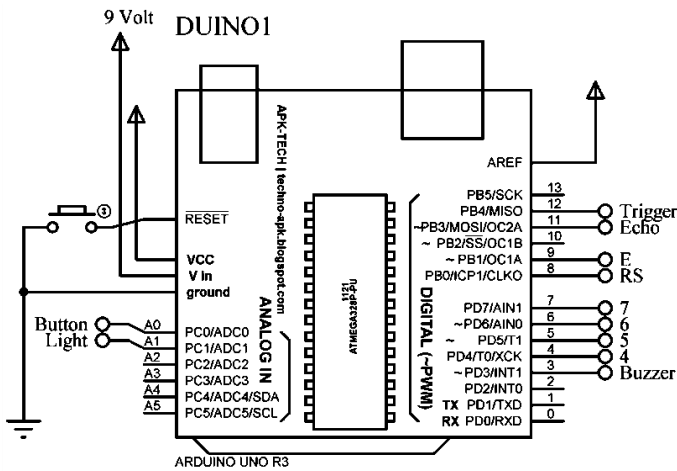 9 Volt
DUINO1
APK-TECH | techno-apk.blogspot.com
AREF
RESET
VCC
V in
ground
Button
Light
A0
A1
A2
A3
A4
A5
PC0/ADC0
PC1/ADC1
PC2/ADC2
PC3/ADC3
PC4/ADC4/SDA
PC5/ADC5/SCL
ANALOG IN
1121
ATMEGA328P-PU
DIGITAL (~PWM)
PB5/SCK 13
PB4/MISO 12 Trigger
~PB3/MOSI/OC2A 11 Echo
~ PB2/SS/OC1B 10
~ PB1/OC1A 9 E
PB0/ICP1/CLKO 8 RS
PD7/AIN1 7 7
~PD6/AIN0 6 6
~ PD5/T1 5 5
PD4/T0/XCK 4 4
~PD3/INT1 3 Buzzer
PD2/INT0 2
TX PD1/TXD 1
RX PD0/RXD 0
ARDUINO UNO R3